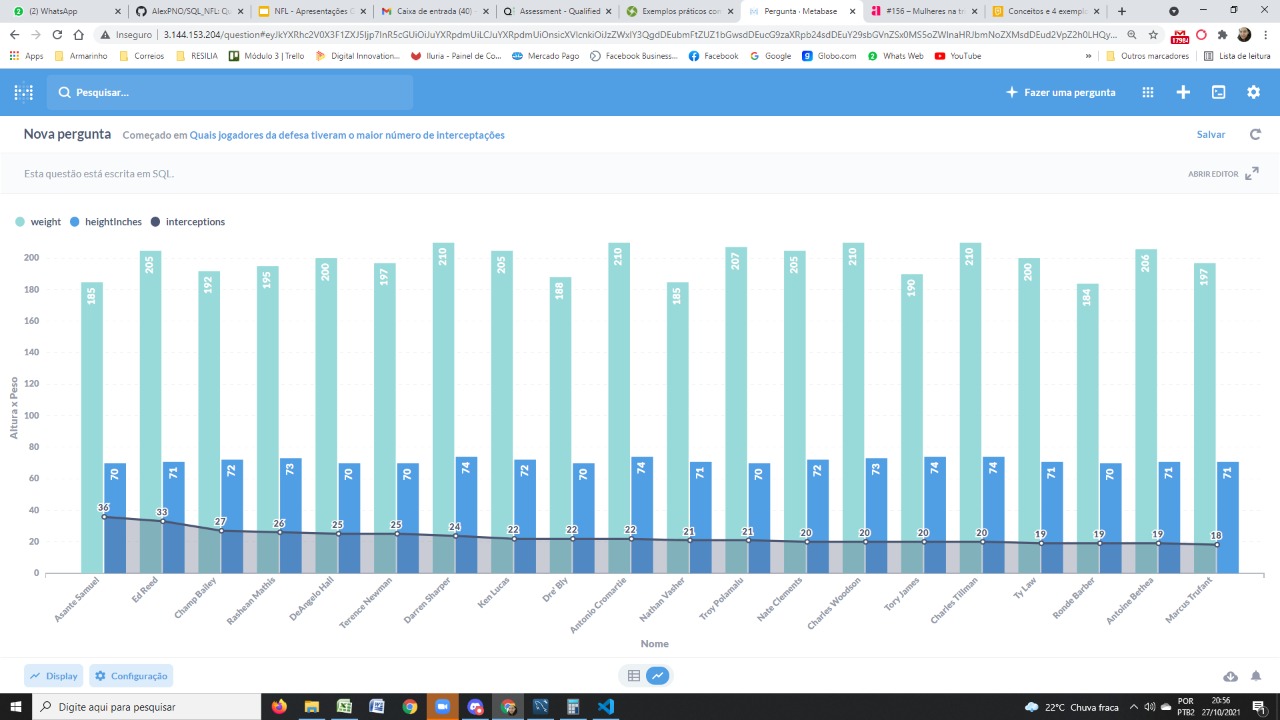 (2) WhatsApp
AlexPNO/SQL_NFL: Q
NFL - Apresentações G
Caixa de entrada (40)
Assessment - Qualified
Exemplos práticos con
Pergunta · Metabase
#156 – Mulheres na t
Conceitos e 4 exemplo
Inseguro | 3.144.153.204/question#eyJkYXRhc2V0X3F1ZXJ5Ijp7InR5cGUiOiJuYXRpdmUiLCJuYXRpdmUiOnsicXVlcnkiOiJzZWxlY3QgdDEubmFtZUZ1bGwsdDEucG9zaXRpb24sdDEuY29sbGVnZSx0MS5oZWlnaHRJbmNoZXMsdDEud2VpZ2h0LHQy...
17984
Apps Armarinho Correios RESILIA Módulo 3 | Trello Digital Innovation... Iluria - Painel de Co... Mercado Pago Facebook Business... Facebook Google Globo.com Whats Web YouTube » Outros marcadores Lista de leitura
Pesquisar...
Fazer uma pergunta
Nova pergunta Começado em Quais jogadores da defesa tiveram o maior número de interceptações
Salvar
Esta questão está escrita em SQL.
ABRIR EDITOR
weight heightInches interceptions
Altura x Peso
200
180
160
140
120
100
80
60
40
20
0
185 205 192 195 200 197 210 205 188 210 185 207 205 210 190 210 200 184 206 197
70 71 72 73 70 70 74 72 70 74 71 70 72 73 74 74 71 70 71 71
36 33 27 26 25 25 24 22 22 22 21 21 20 20 20 20 19 19 19 18
Asante Samuel
Ed Reed
Champ Bailey
Rashean Mathis
DeAngelo Hall
Terence Newman
Darren Sharper
Ken Lucas
Dre' Bly
Antonio Cromartie
Nathan Vasher
Troy Polamalu
Nate Clements
Charles Woodson
Tory James
Charles Tillman
Ty Law
Ronde Barber
Antoine Bethea
Marcus Trufant
Nome
Display
Configuração
Digite aqui para pesquisar
22°C Chuva fraca
POR
PTB2
20:56
27/10/2021
1